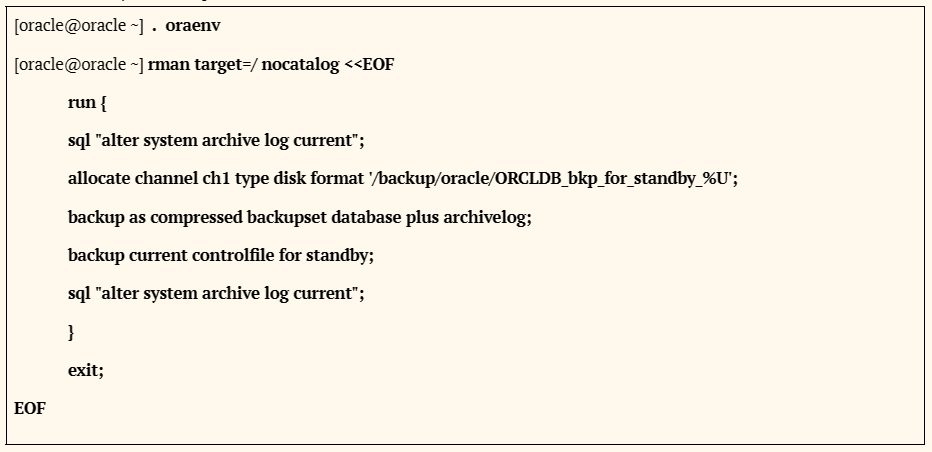 [oracle@oracle ~] . oraenv
[oracle@oracle ~] rman target=/ nocatalog <<EOF
run {
sql "alter system archive log current";
allocate channel ch1 type disk format '/backup/oracle/ORCLDB_bkp_for_standby_%U';
backup as compressed backupset database plus archivelog;
backup current controlfile for standby;
sql "alter system archive log current";
}
exit;
EOF